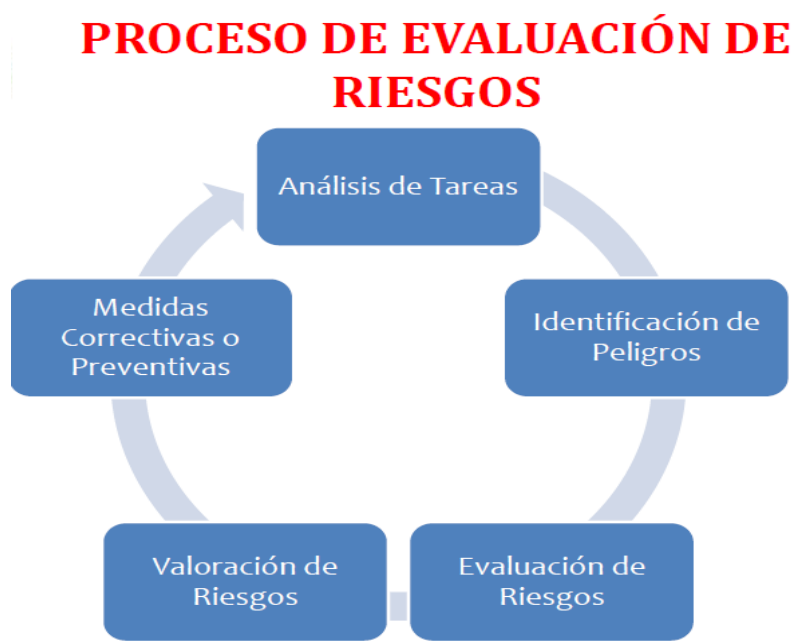 PROCESO DE EVALUACIÓN DE
RIESGOS
Análisis de Tareas
Identificación de
Peligros
Evaluación de
Riesgos
Valoración de
Riesgos
Medidas
Correctivas o
Preventivas